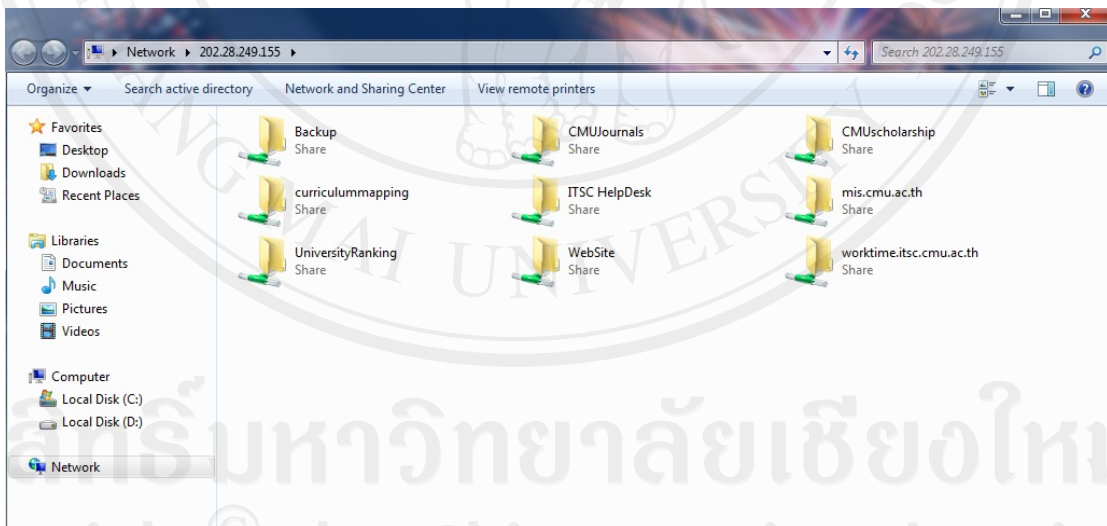 Network ▸ 202.28.249.155 ▸
Search 202.28.249.155
Organize
Search active directory
Network and Sharing Center
View remote printers
Favorites
Desktop
Downloads
Recent Places
Libraries
Documents
Music
Pictures
Videos
Computer
Local Disk (C:)
Local Disk (D:)
Network
Backup
Share
CMUJournals
Share
CMUscholarship
Share
curriculummapping
Share
ITSC HelpDesk
Share
mis.cmu.ac.th
Share
UniversityRanking
Share
WebSite
Share
worktime.itsc.cmu.ac.th
Share
ANG MAI UNIVERSITY
สิทธิ์มหาวิทยาลัยเชียงใหม่